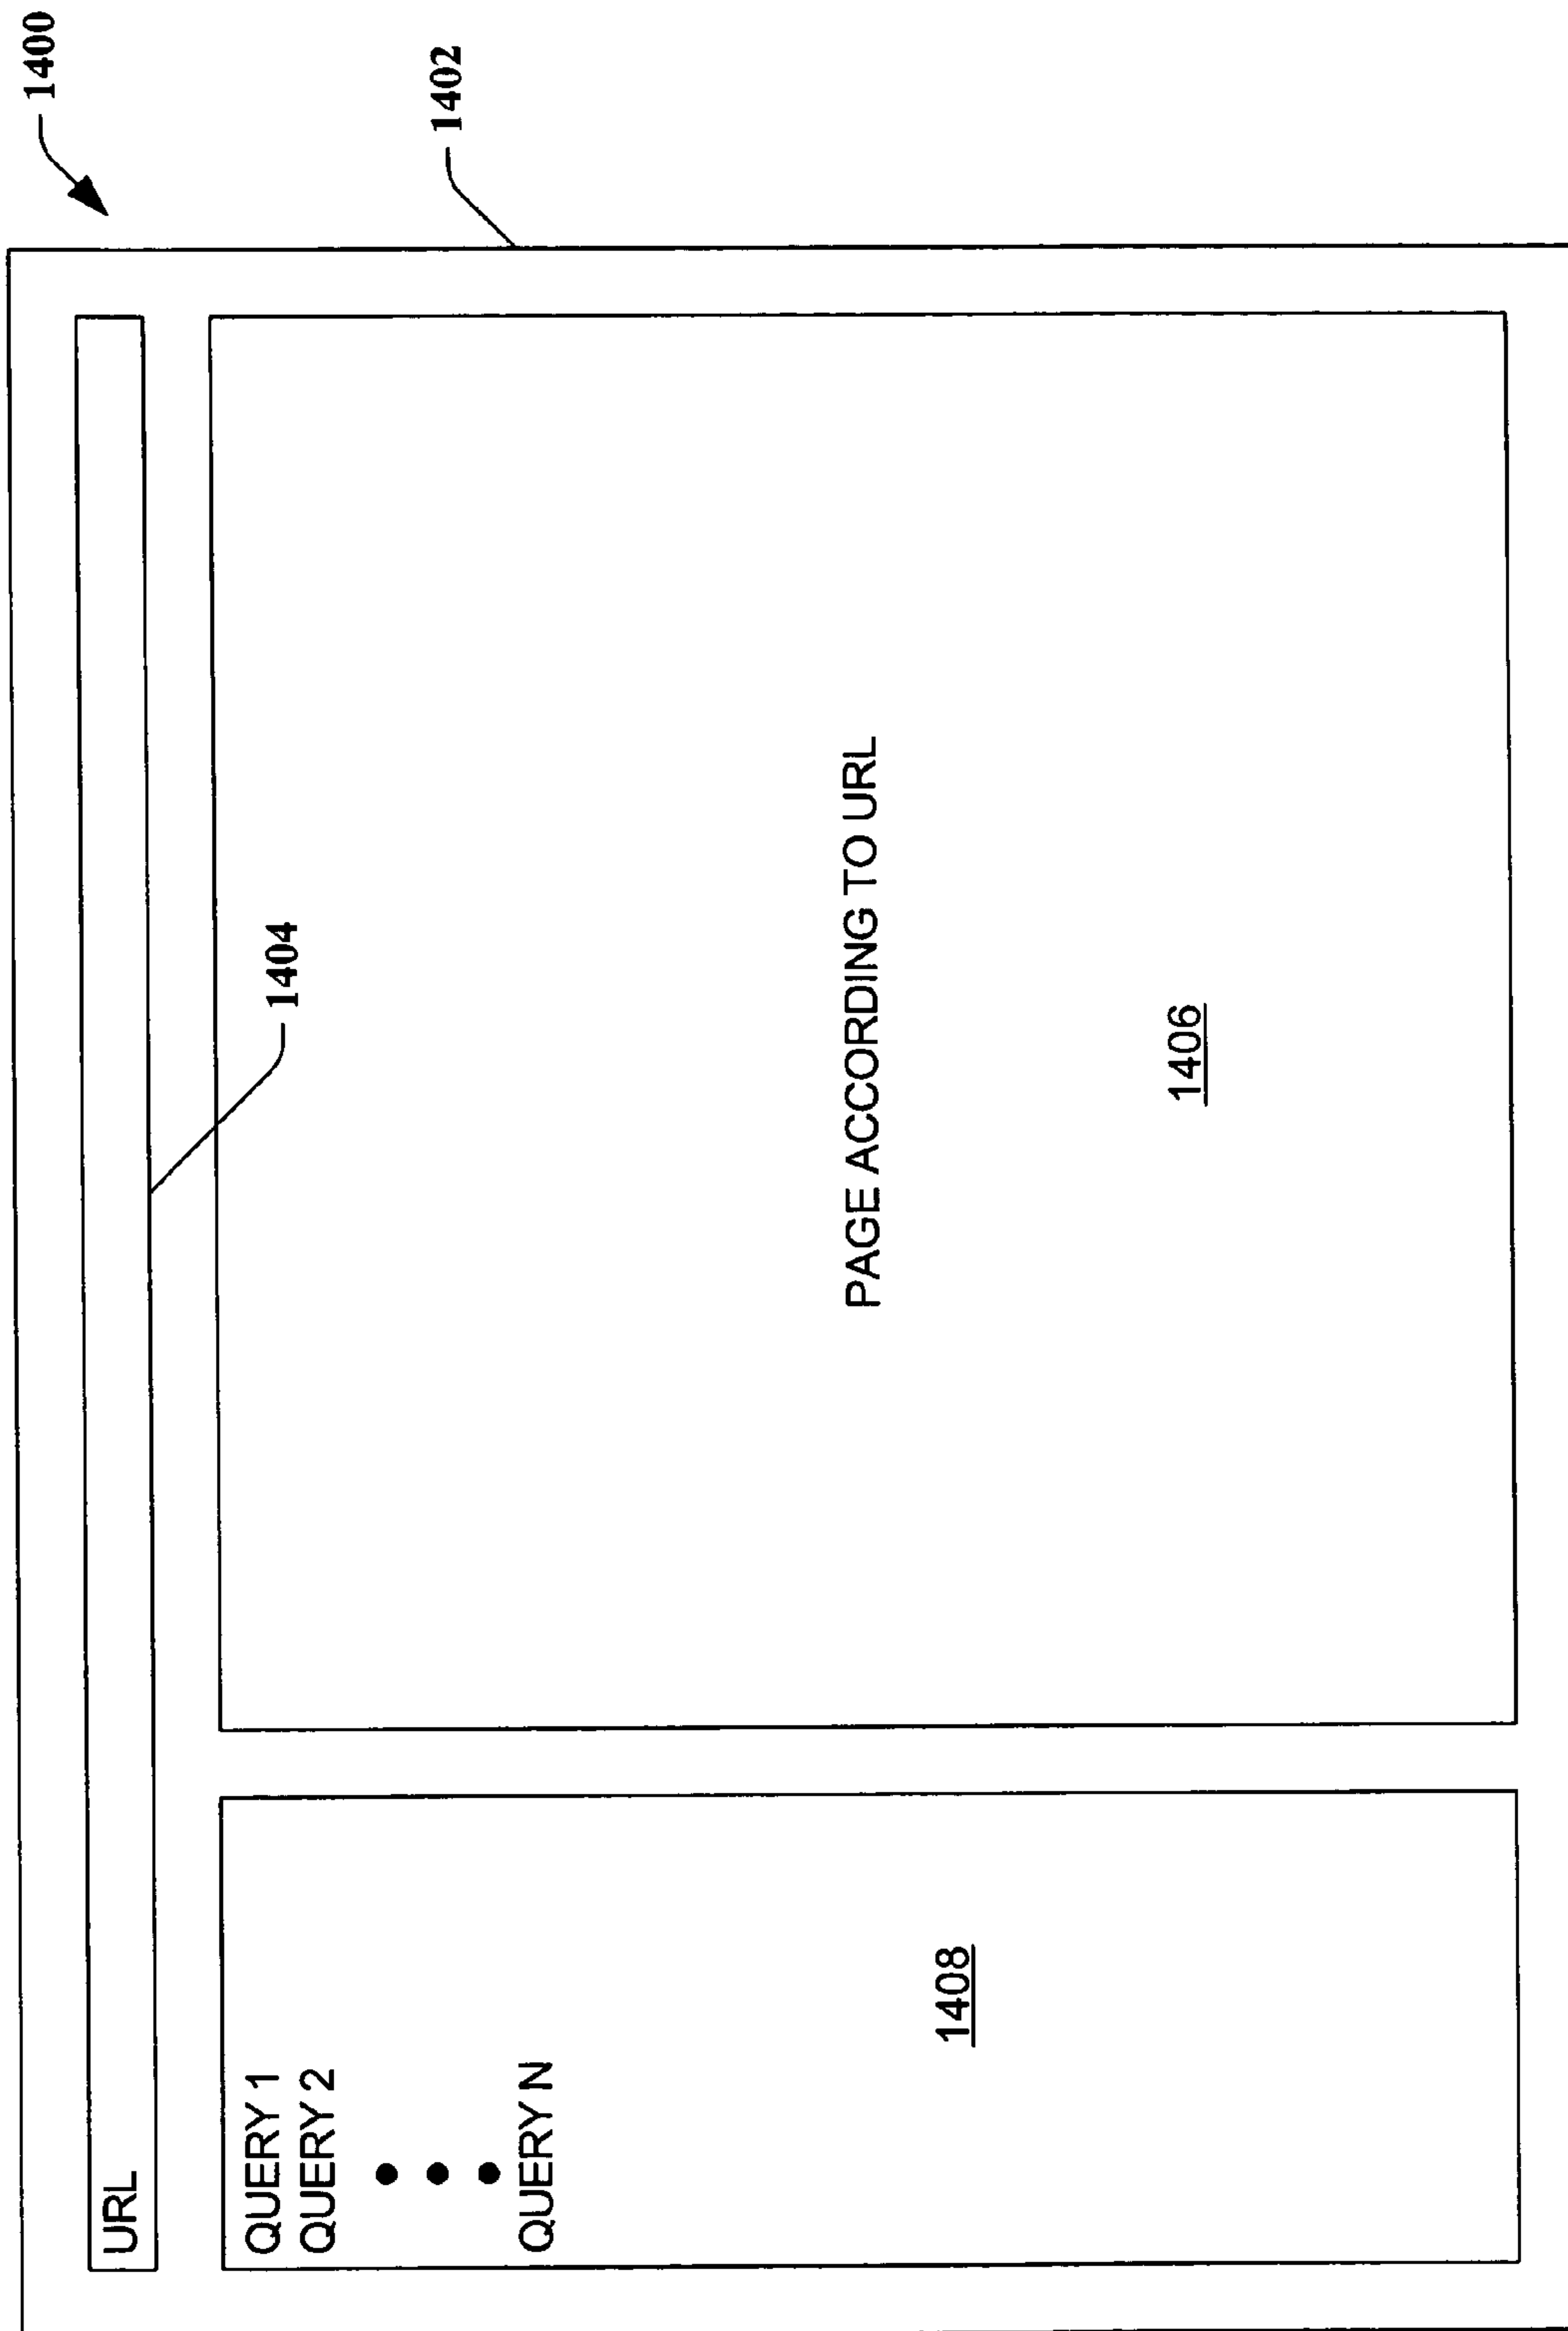 1400
1402
URL
1404
QUERY 1
QUERY 2
QUERY N
1408
PAGE ACCORDING TO URL
1406